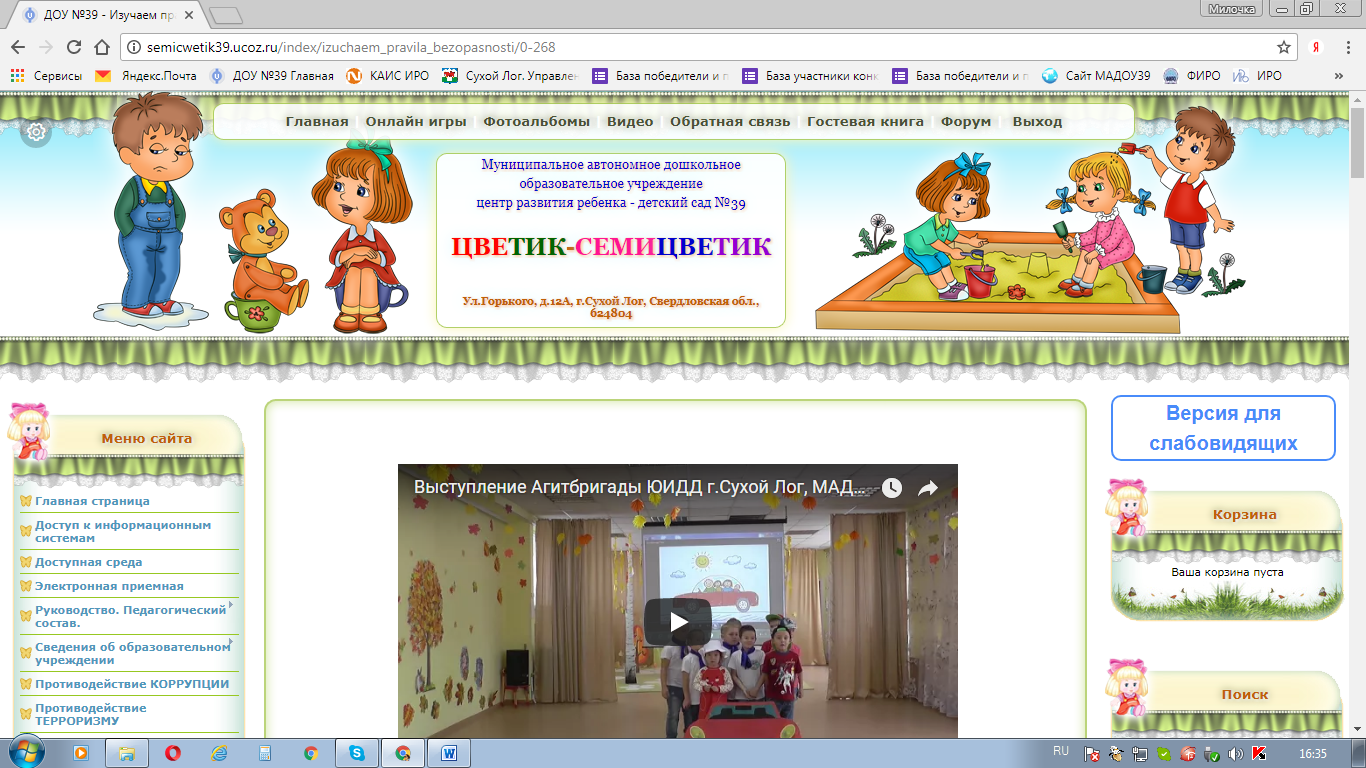 ДОУ №39 - Изучаем пр
Милочка
semicwetik39.ucoz.ru/index/izuchaem_pravila_bezopasnosti/0-268
Я
Сервисы Яндекс.Почта ДОУ №39 Главная КАИС ИРО Сухой Лог. Управлен База победители и п База участники конк База победители и п Сайт МАДОУ39 ФИРО ИРО »
Главная Онлайн игры Фотоальбомы Видео Обратная связь Гостевая книга Форум Выход
Муниципальное автономное дошкольное
образовательное учреждение
центр развития ребенка - детский сад №39
ЦВЕТИК-СЕМИЦВЕТИК
Ул.Горького, д.12А, г.Сухой Лог, Свердловская обл.,
624804
Меню сайта
Главная страница
Доступ к информационным
системам
Доступная среда
Электронная приемная
Руководство. Педагогический
состав.
Сведения об образовательном
учреждении
Противодействие КОРРУПЦИИ
Противодействие
ТЕРРОРИЗМУ
Выступление Агитбригады ЮИДД г.Сухой Лог, МАД...
Версия для
слабовидящих
Корзина
Ваша корзина пуста
Поиск
RU 16:35